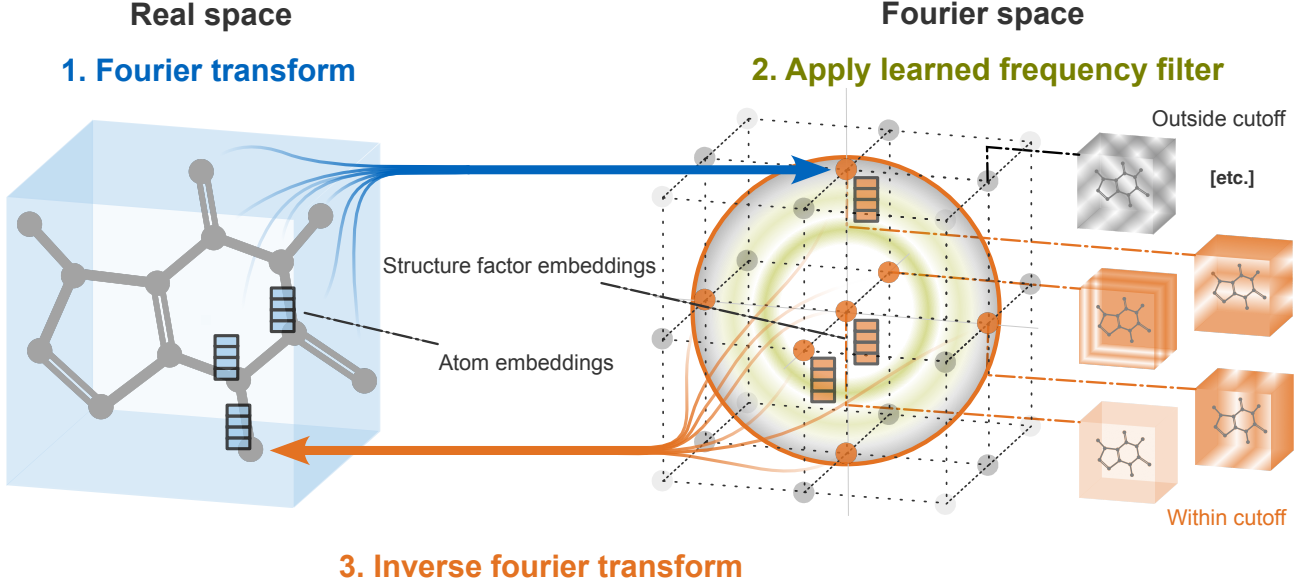 Real space
Fourier space
1. Fourier transform
2. Apply learned frequency filter
Outside cutoff
[etc.]
Structure factor embeddings
Atom embeddings
Within cutoff
3. Inverse fourier transform